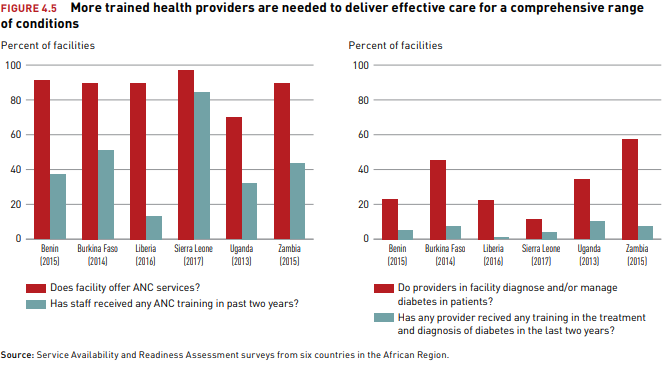 FIGURE 4.5 More trained health providers are needed to deliver effective care for a comprehensive range
of conditions
Percent of facilities
100
80
60
40
20
0
Benin
(2015)
Burkina Faso
(2014)
Liberia
(2016)
Sierra Leone
(2017)
Uganda
(2013)
Zambia
(2015)
Does facility offer ANC services?
Has staff received any ANC training in past two years?
Percent of facilities
100
80
60
40
20
0
Benin
(2015)
Burkina Faso
(2014)
Liberia
(2016)
Sierra Leone
(2017)
Uganda
(2013)
Zambia
(2015)
Do providers in facility diagnose and/or manage
diabetes in patients?
Has any provider recived any training in the treatment
and diagnosis of diabetes in the last two years?
Source: Service Availability and Readiness Assessment surveys from six countries in the African Region.